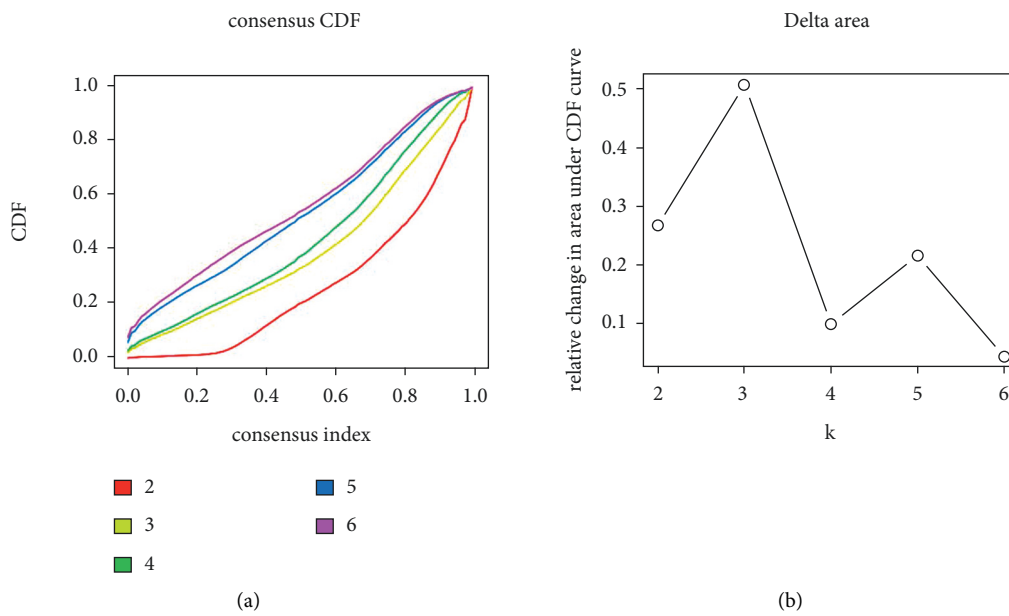 consensus CDF
CDF
1.0
0.8
0.6
0.4
0.2
0.0
0.0 0.2 0.4 0.6 0.8 1.0
consensus index
2
3
4
5
6
(a)
Delta area
relative change in area under CDF curve
0.5
0.4
0.3
0.2
0.1
2 3 4 5 6
k
(b)